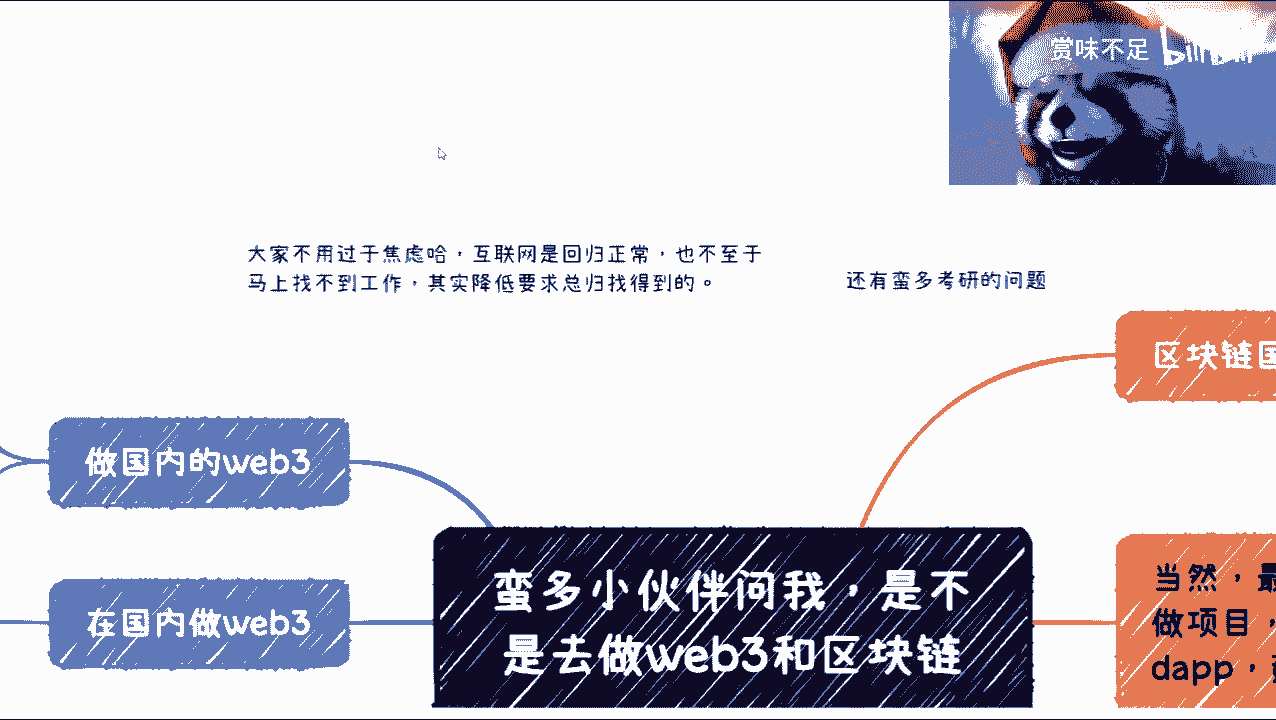 赏味不足 bilibili
大家不用过于焦虑哈，互联网是回归正常，也不至于
马上找不到工作，其实降低要求总归找得到的。
还有蛮多考研的问题
区块链国
做国内的web3
在国内做web3
蛮多小伙伴问我，是不
是去做web3和区块链
当然，最
做项目，
dapp，